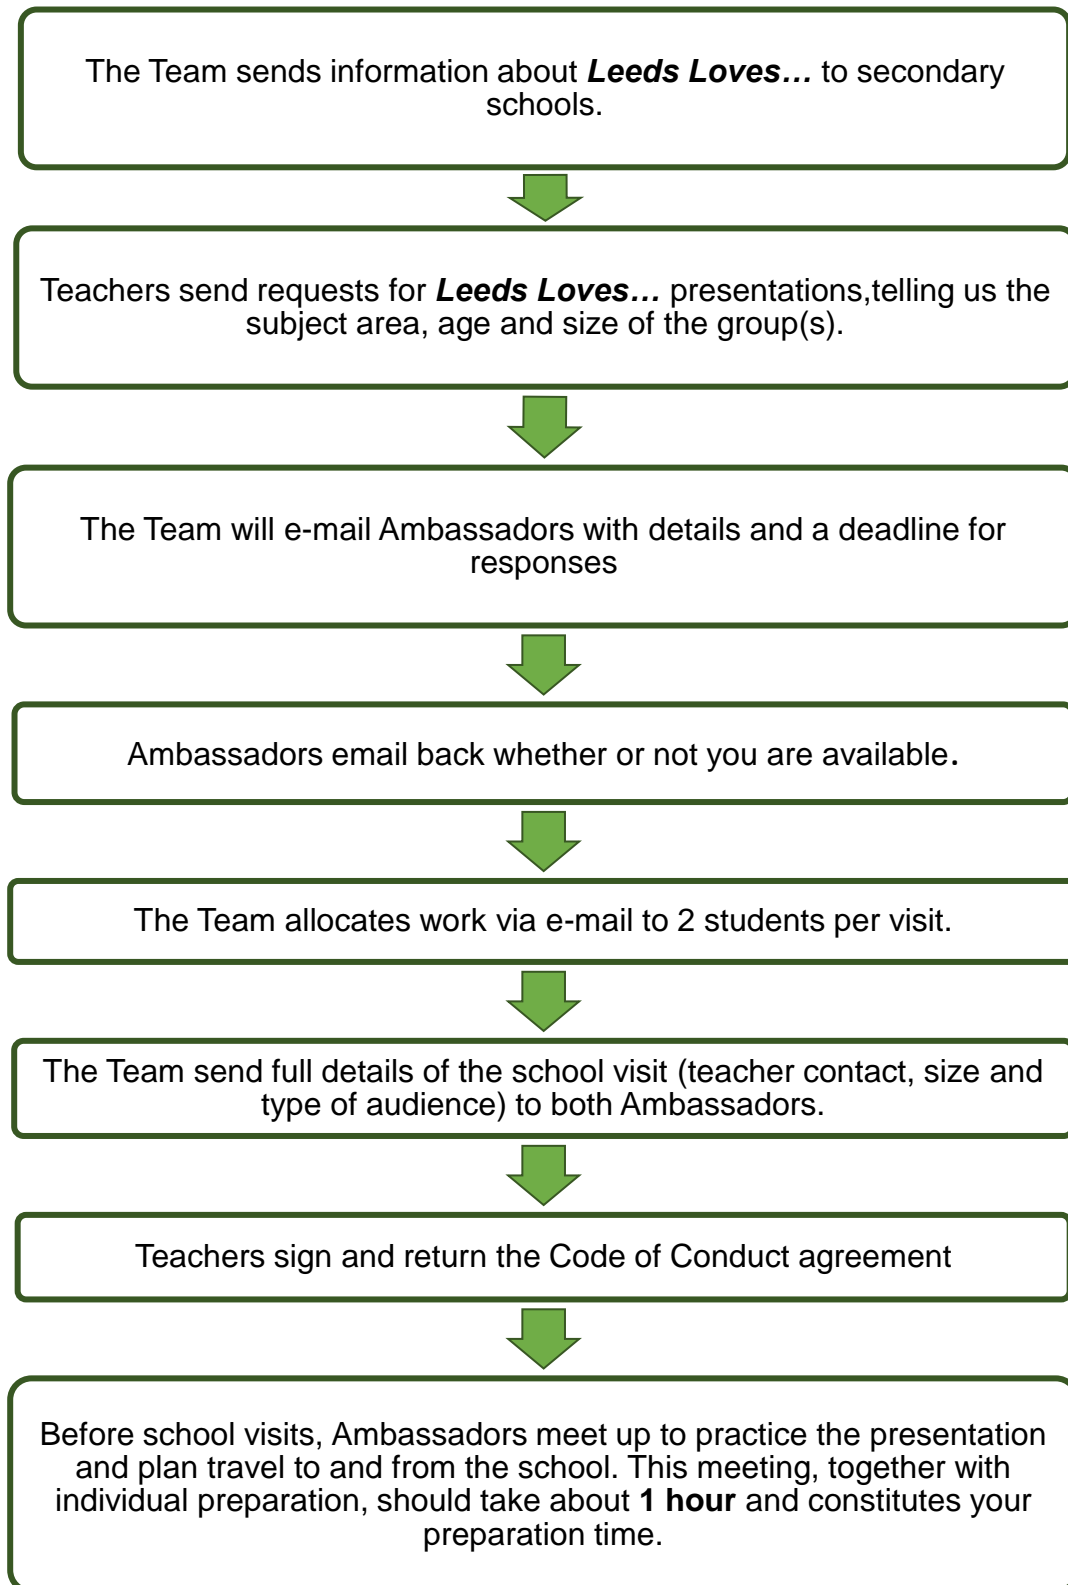 The Team sends information about Leeds Loves… to secondary
schools.
Teachers send requests for Leeds Loves… presentations,telling us the
subject area, age and size of the group(s).
The Team will e-mail Ambassadors with details and a deadline for
responses
Ambassadors email back whether or not you are available.
The Team allocates work via e-mail to 2 students per visit.
The Team send full details of the school visit (teacher contact, size and
type of audience) to both Ambassadors.
Teachers sign and return the Code of Conduct agreement
Before school visits, Ambassadors meet up to practice the presentation
and plan travel to and from the school. This meeting, together with
individual preparation, should take about 1 hour and constitutes your
preparation time.